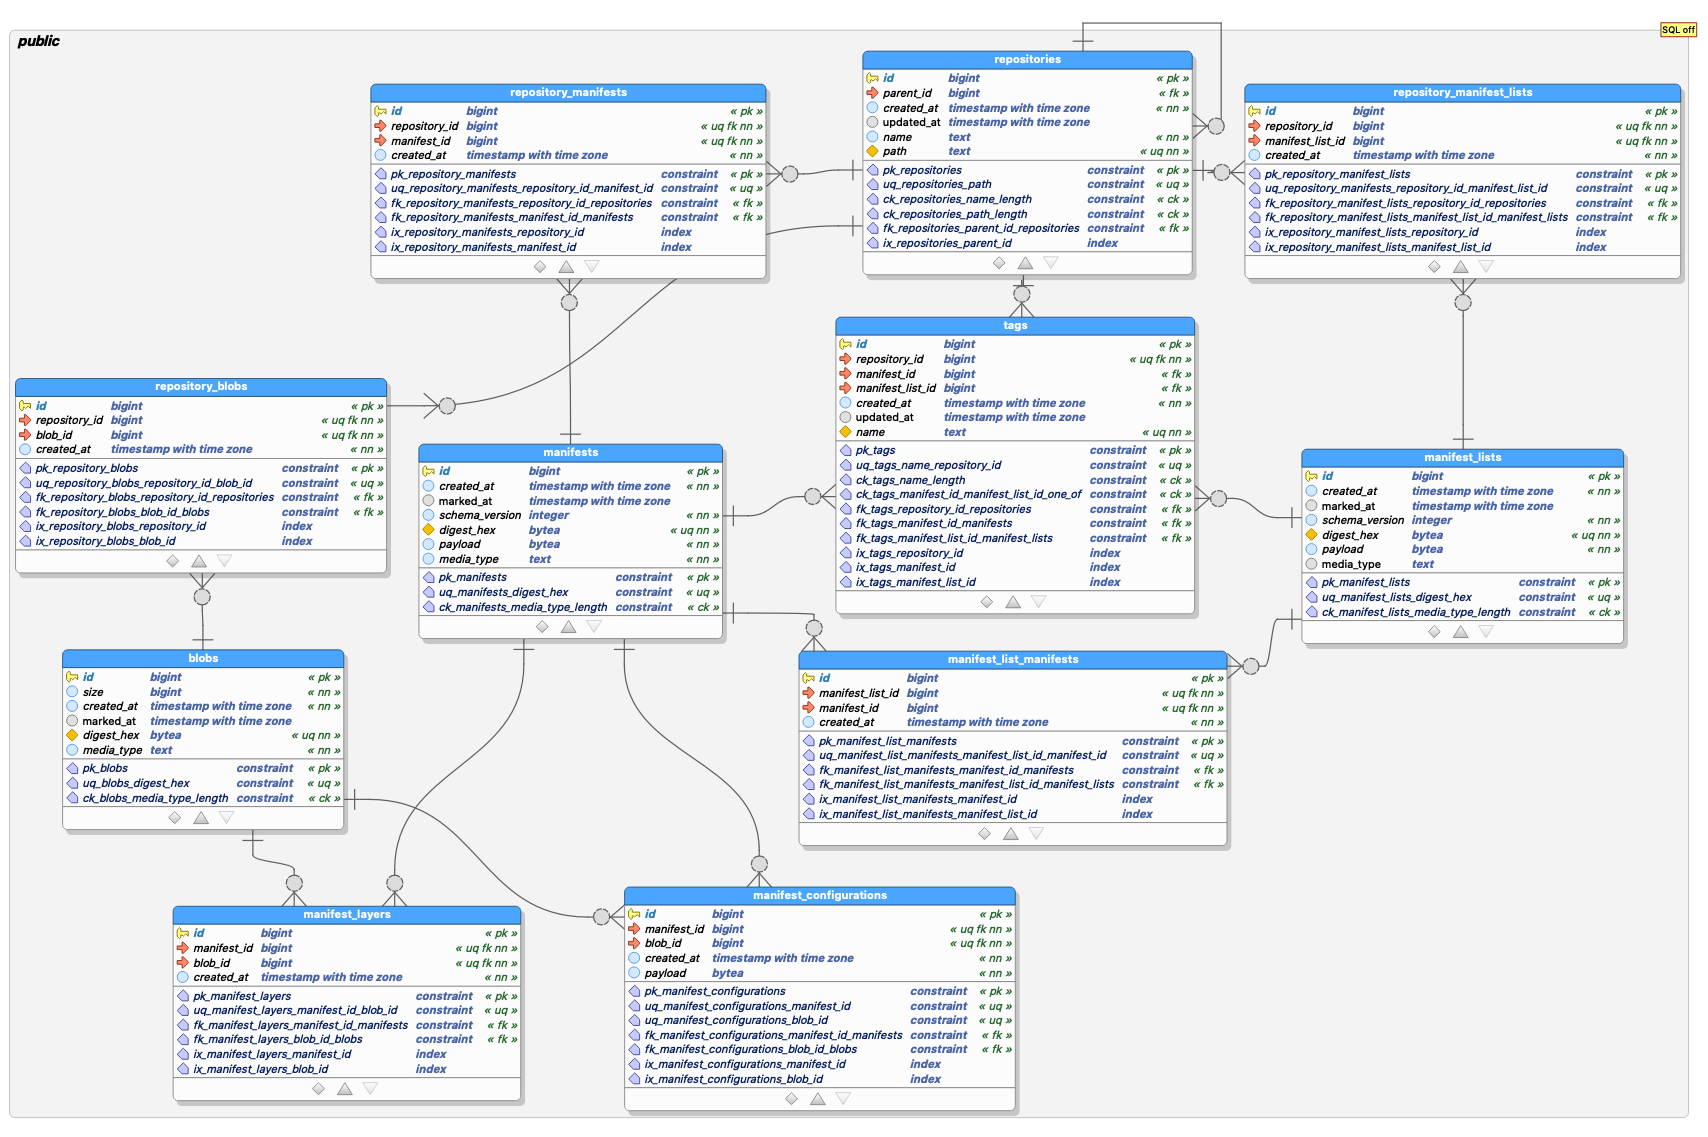 SQL off
public
repositories
id bigint « pk »
parent_id bigint « fk »
created_at timestamp with time zone « nn »
updated_at timestamp with time zone
name text « nn »
path text « uq nn »
pk_repositories constraint « pk »
uq_repositories_path constraint « uq »
ck_repositories_name_length constraint « ck »
ck_repositories_path_length constraint « ck »
fk_repositories_parent_id_repositories constraint « fk »
ix_repositories_parent_id index
repository_manifests
id bigint « pk »
repository_id bigint « uq fk nn »
manifest_id bigint « uq fk nn »
created_at timestamp with time zone « nn »
pk_repository_manifests constraint « pk »
uq_repository_manifests_repository_id_manifest_id constraint « uq »
fk_repository_manifests_repository_id_repositories constraint « fk »
fk_repository_manifests_manifest_id_manifests constraint « fk »
ix_repository_manifests_repository_id index
ix_repository_manifests_manifest_id index
repository_manifest_lists
id bigint « pk »
repository_id bigint « uq fk nn »
manifest_list_id bigint « uq fk nn »
created_at timestamp with time zone « nn »
pk_repository_manifest_lists constraint « pk »
uq_repository_manifests_repository_id_manifest_list_id constraint « uq »
fk_repository_manifest_lists_repository_id_repositories constraint « fk »
fk_repository_manifest_lists_manifest_list_id_manifest_lists constraint « fk »
ix_repository_manifest_lists_repository_id index
ix_repository_manifest_lists_manifest_list_id index
tags
id bigint « pk »
repository_id bigint « uq fk nn »
manifest_id bigint « fk »
manifest_list_id bigint « fk »
created_at timestamp with time zone « nn »
updated_at timestamp with time zone
name text « uq nn »
pk_tags constraint « pk »
uq_tags_name_repository_id constraint « uq »
ck_tags_name_length constraint « ck »
ck_tags_manifest_id_manifest_list_id_one_of constraint « ck »
fk_tags_repository_id_repositories constraint « fk »
fk_tags_manifest_id_manifests constraint « fk »
fk_tags_manifest_list_id_manifest_lists constraint « fk »
ix_tags_repository_id index
ix_tags_manifest_id index
ix_tags_manifest_list_id index
repository_blobs
id bigint « pk »
repository_id bigint « uq fk nn »
blob_id bigint « uq fk nn »
created_at timestamp with time zone « nn »
pk_repository_blobs constraint « pk »
uq_repository_blobs_repository_id_blob_id constraint « uq »
fk_repository_blobs_repository_id_repositories constraint « fk »
fk_repository_blobs_blob_id_blobs constraint « fk »
ix_repository_blobs_repository_id index
ix_repository_blobs_blob_id index
manifests
id bigint « pk »
created_at timestamp with time zone « nn »
marked_at timestamp with time zone
schema_version integer « nn »
digest_hex bytea « uq nn »
payload bytea « nn »
media_type text « nn »
pk_manifests constraint « pk »
uq_manifests_digest_hex constraint « uq »
ck_manifests_media_type_length constraint « ck »
manifest_lists
id bigint « pk »
created_at timestamp with time zone « nn »
marked_at timestamp with time zone
schema_version integer « nn »
digest_hex bytea « uq nn »
payload bytea « nn »
media_type text
pk_manifest_lists constraint « pk »
uq_manifest_lists_digest_hex constraint « uq »
ck_manifest_lists_media_type_length constraint « ck »
blobs
id bigint « pk »
size bigint « nn »
created_at timestamp with time zone « nn »
marked_at timestamp with time zone
digest_hex bytea « uq nn »
media_type text « nn »
pk_blobs constraint « pk »
uq_blobs_digest_hex constraint « uq »
ck_blobs_media_type_length constraint « ck »
manifest_list_manifests
id bigint « pk »
manifest_list_id bigint « uq fk nn »
manifest_id bigint « uq fk nn »
created_at timestamp with time zone « nn »
pk_manifest_list_manifests constraint « pk »
uq_manifest_list_manifests_manifest_list_id_manifest_id constraint « uq »
fk_manifest_list_manifests_manifest_id_manifests constraint « fk »
fk_manifest_list_manifests_manifest_list_id_manifest_lists constraint « fk »
ix_manifest_list_manifests_manifest_id index
ix_manifest_list_manifests_manifest_list_id index
manifest_layers
id bigint « pk »
manifest_id bigint « uq fk nn »
blob_id bigint « uq fk nn »
created_at timestamp with time zone « nn »
pk_manifest_layers constraint « pk »
uq_manifest_layers_manifest_id_blob_id constraint « uq »
fk_manifest_layers_manifest_id_manifests constraint « fk »
fk_manifest_layers_blob_id_blobs constraint « fk »
ix_manifest_layers_manifest_id index
ix_manifest_layers_blob_id index
manifest_configurations
id bigint « pk »
manifest_id bigint « uq fk nn »
blob_id bigint « uq fk nn »
created_at timestamp with time zone « nn »
payload bytea « nn »
pk_manifest_configurations constraint « pk »
uq_manifest_configurations_manifest_id constraint « uq »
uq_manifest_configurations_blob_id constraint « uq »
fk_manifest_configurations_manifest_id_manifests constraint « fk »
fk_manifest_configurations_blob_id_blobs constraint « fk »
ix_manifest_configurations_manifest_id index
ix_manifest_configurations_blob_id index